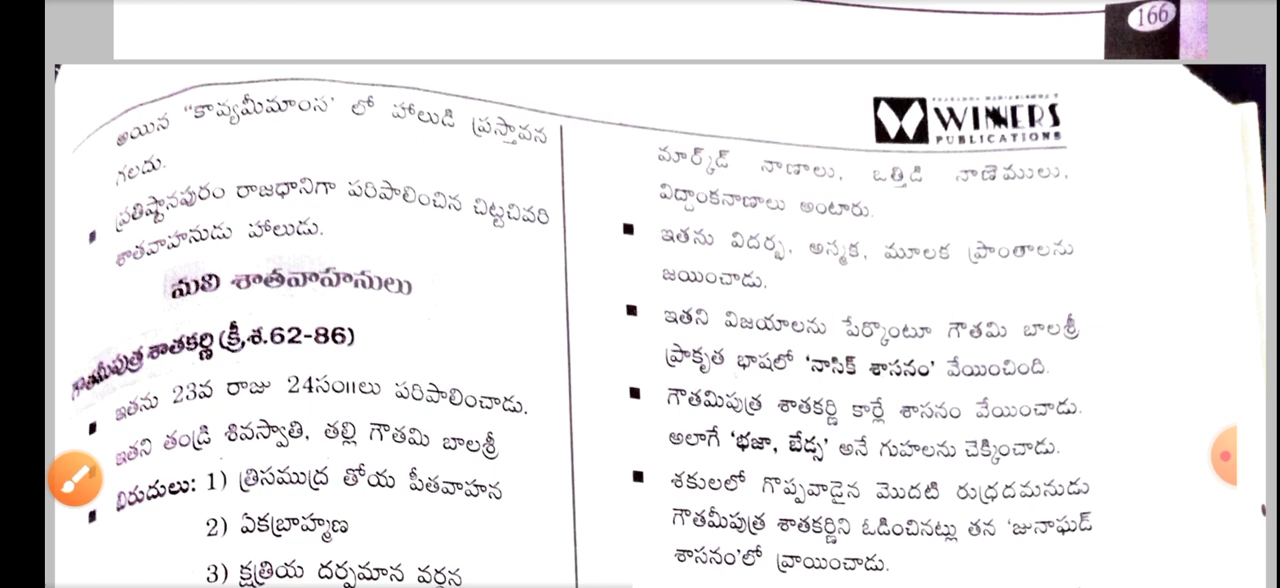 166
అయిన “కావ్యమీమాంస’ లో హాలుడి ప్రస్తావన
గలదు.
▪ ప్రతిష్టానపురం రాజధానిగా పరిపాలించిన చిట్టచివరి
శాతవాహనుడు హాలుడు.
మలి శాతవాహనులు
గౌతమీపుత్ర శాతకర్ణి (క్రీ.శ.62-86)
▪ ఇతను 23వ రాజు 24సం॥లు పరిపాలించాడు.
ఇతని తండ్రి శివస్వాతి, తల్లి గౌతమి బాలశ్రీ
▪ బిరుదులు: 1) త్రిసముద్ర తోయ పీతవాహన
2) ఏకబ్రాహ్మణ
3) క్షత్రియ దర్పమాన వర్దన
WINNERS
PUBLICATIONS
మార్క్‌డ్ నాణాలు, ఒత్తిడి నాణెములు,
విద్దాంకనాణాలు అంటారు.
▪ ఇతను విదర్భ, అస్మక, మూలక ప్రాంతాలను
జయించాడు.
▪ ఇతని విజయాలను పేర్కొంటూ గౌతమి బాలశ్రీ
ప్రాకృత భాషలో ‘నాసిక్ శాసనం’ వేయించింది.
▪ గౌతమిపుత్ర శాతకర్ణి కార్లే శాసనం వేయించాడు.
అలాగే ‘భజా, బేడ్స’ అనే గుహలను చెక్కించాడు.
▪ శకులలో గొప్పవాడైన మొదటి రుద్రదమనుడు
గౌతమీపుత్ర శాతకర్ణిని ఓడించినట్లు తన ‘జునాఘడ్
శాసనం’లో వ్రాయించాడు.